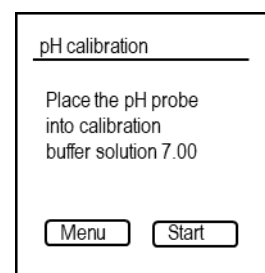 pH calibration
Place the pH probe
into calibration
buffer solution 7.00
Menu Start